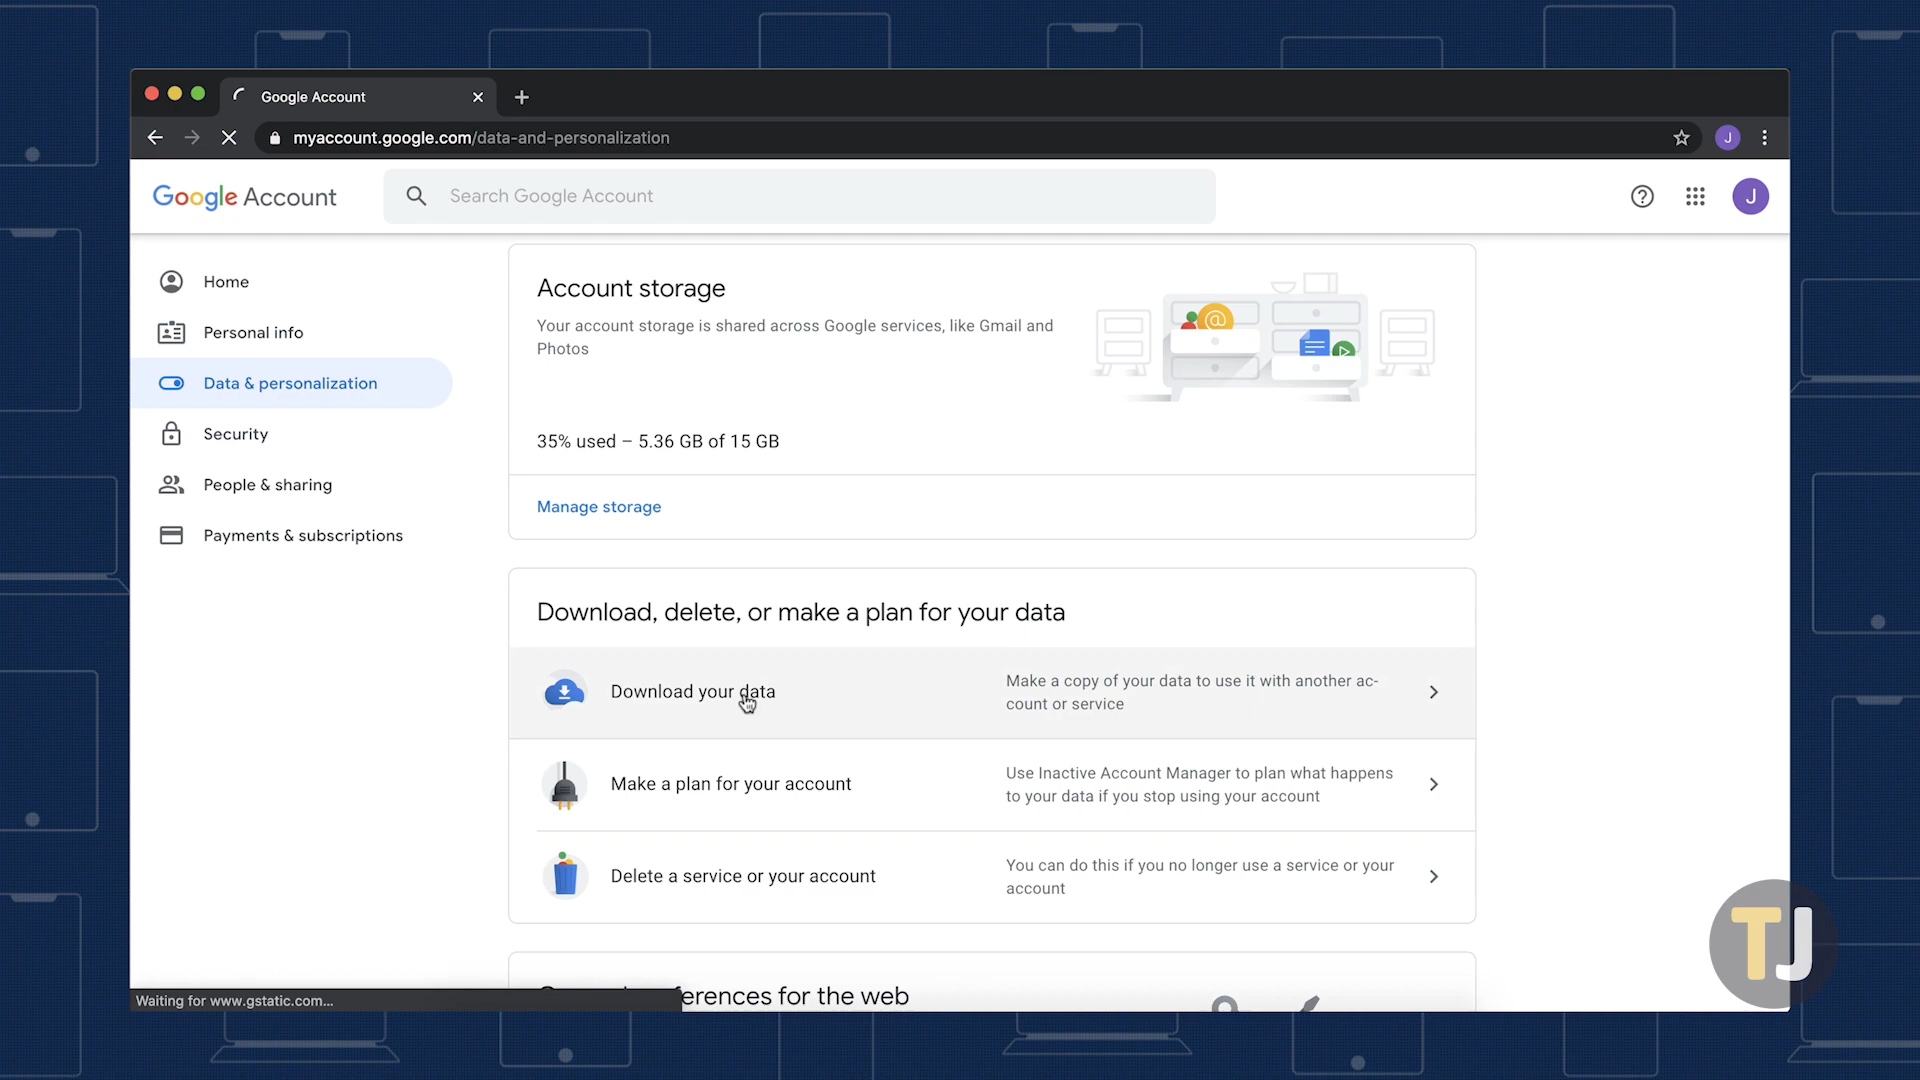 Google Account
myaccount.google.com/data-and-personalization
J
Google Account
Search Google Account
J
Home
Personal info
Data & personalization
Security
People & sharing
Payments & subscriptions
Account storage
Your account storage is shared across Google services, like Gmail and
Photos
35% used – 5.36 GB of 15 GB
Manage storage
Download, delete, or make a plan for your data
Download your data
Make a copy of your data to use it with another ac-
count or service
Make a plan for your account
Use Inactive Account Manager to plan what happens
to your data if you stop using your account
Delete a service or your account
You can do this if you no longer use a service or your
account
erences for the web
Waiting for www.gstatic.com...
TJ